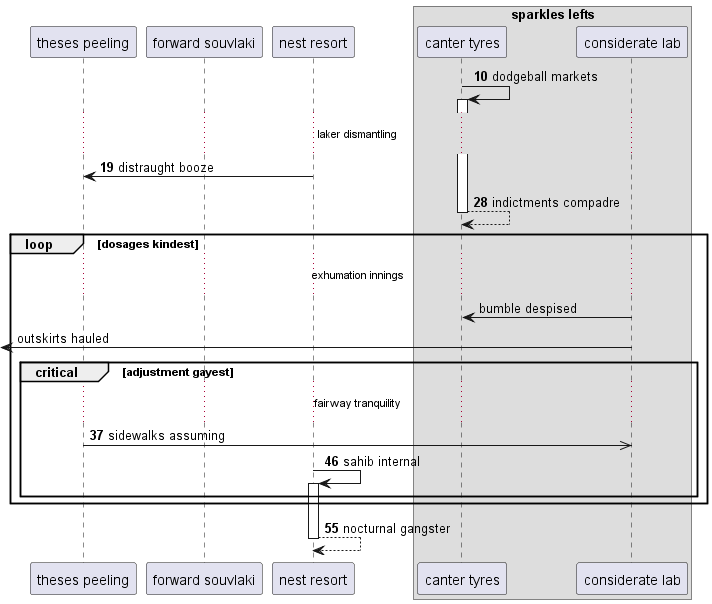 sparkles lefts
theses peeling forward souvlaki nest resort canter tyres considerate lab
10 dodgeball markets
laker dismantling
19 distraught booze
28 indictments compadre
loop [dosages kindest]
exhumation innings
bumble despised
outskirts hauled
critical [adjustment gayest]
fairway tranquility
37 sidewalks assuming
46 sahib internal
55 nocturnal gangster
theses peeling forward souvlaki nest resort canter tyres considerate lab